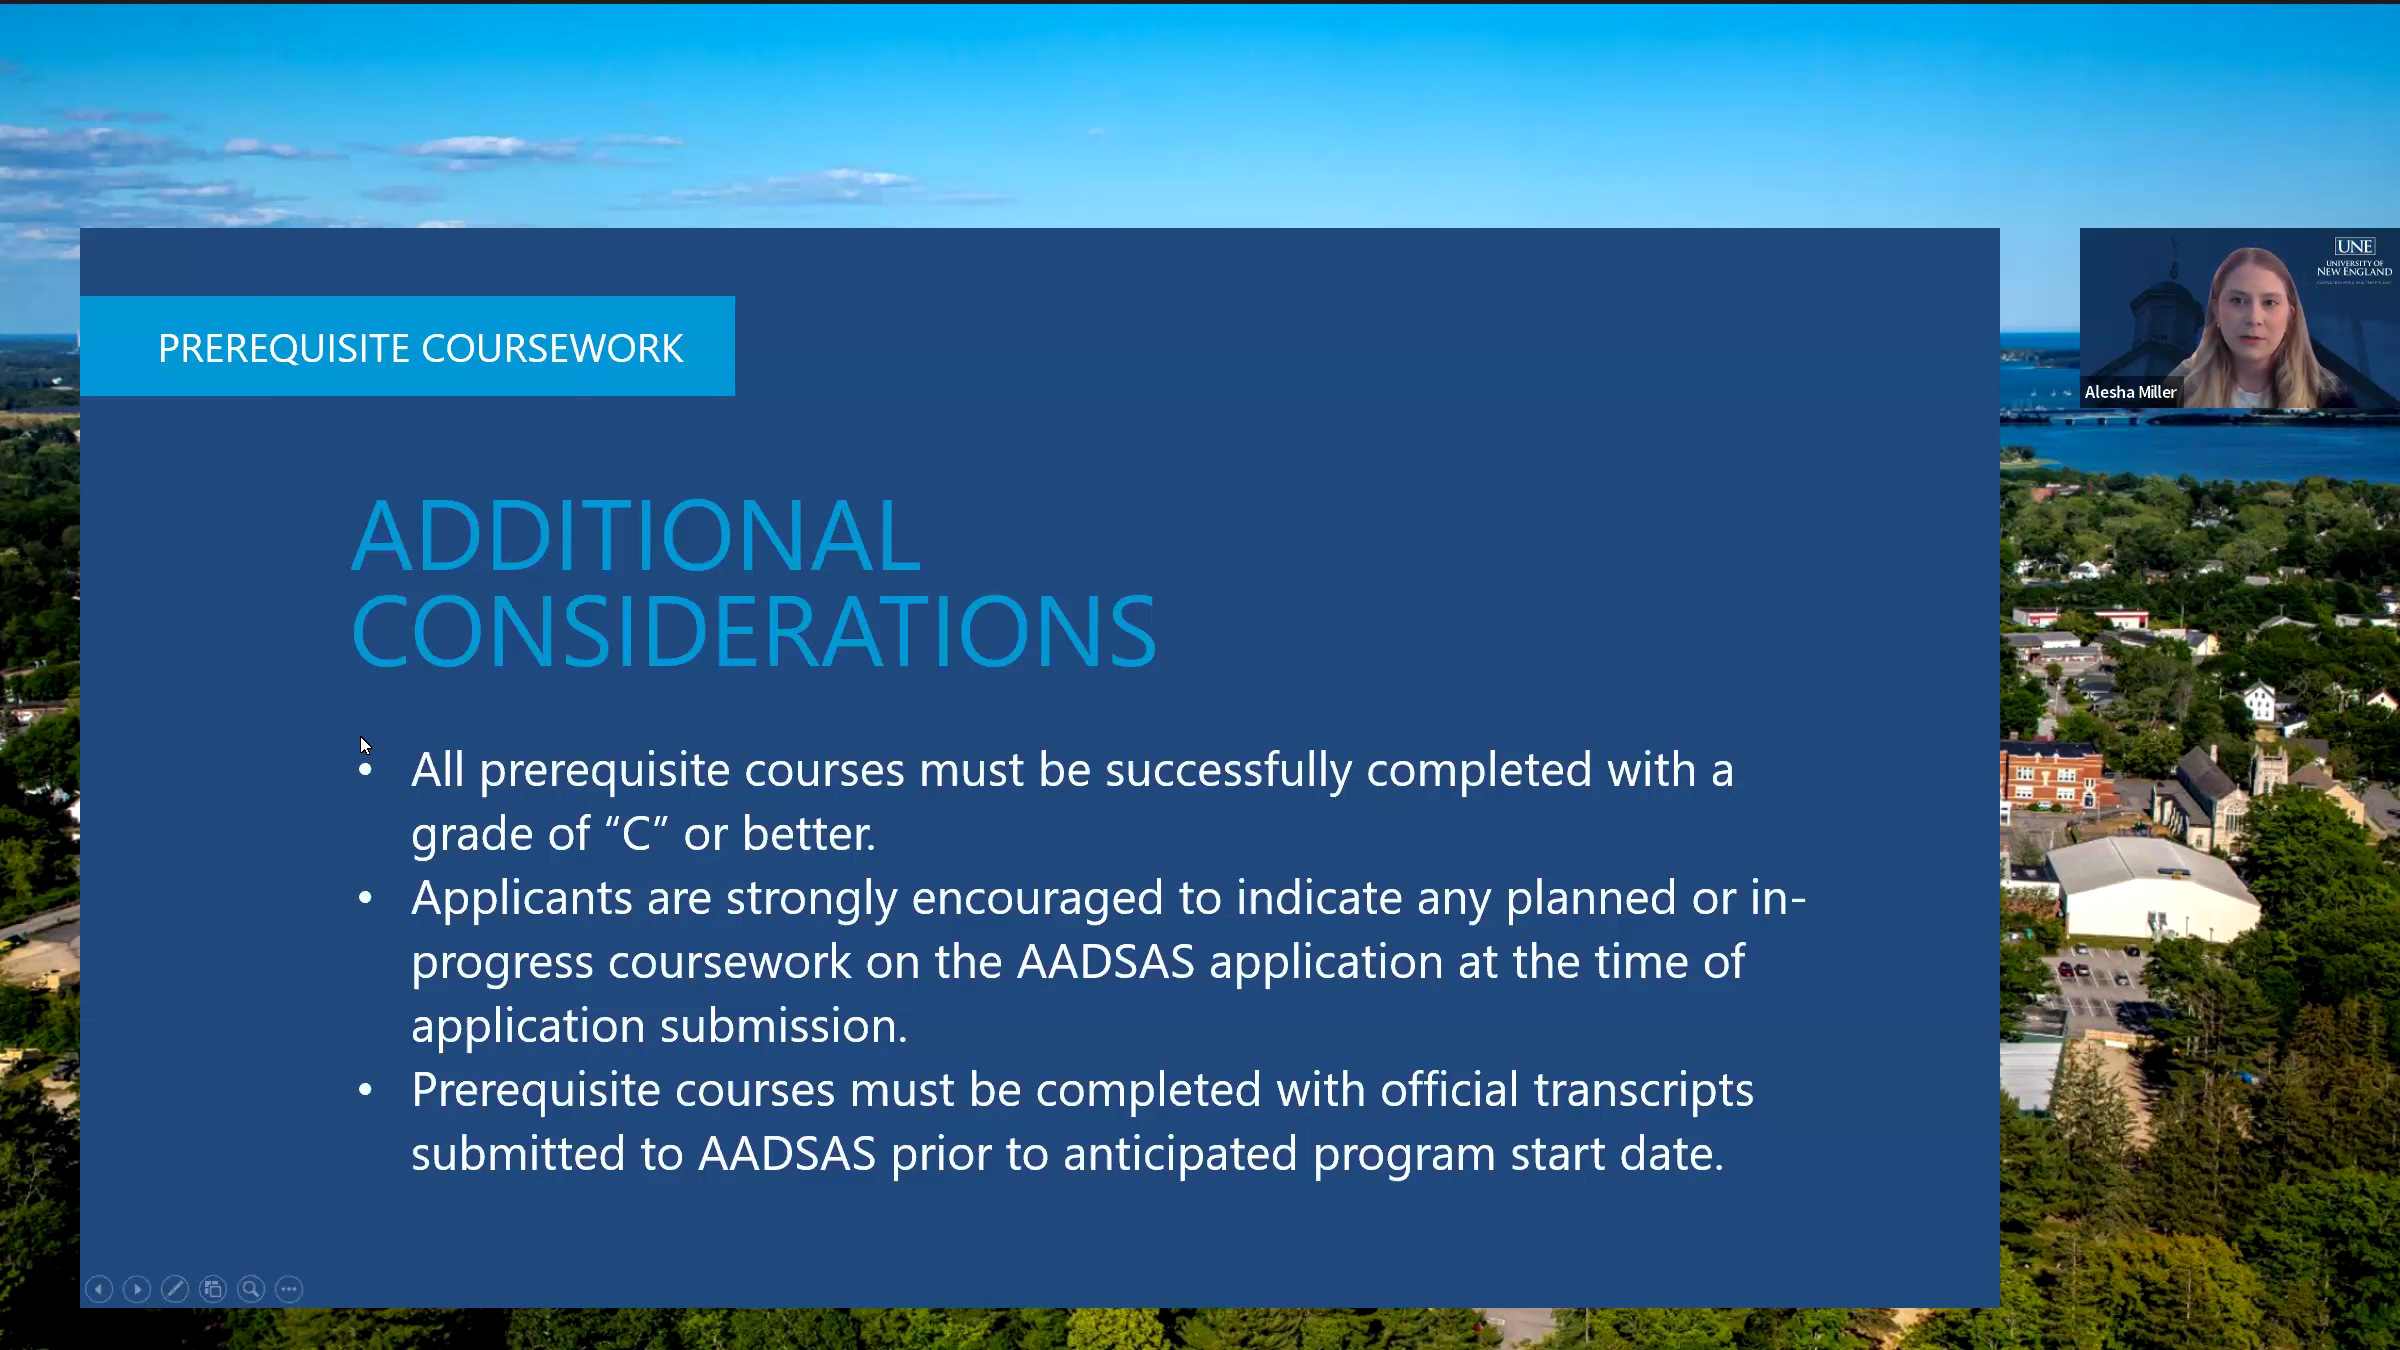 PREREQUISITE COURSEWORK
UNE
UNIVERSITY OF
NEW ENGLAND
Alesha Miller
ADDITIONAL
CONSIDERATIONS
• All prerequisite courses must be successfully completed with a
grade of “C” or better.
• Applicants are strongly encouraged to indicate any planned or in-
progress coursework on the AADSAS application at the time of
application submission.
• Prerequisite courses must be completed with official transcripts
submitted to AADSAS prior to anticipated program start date.